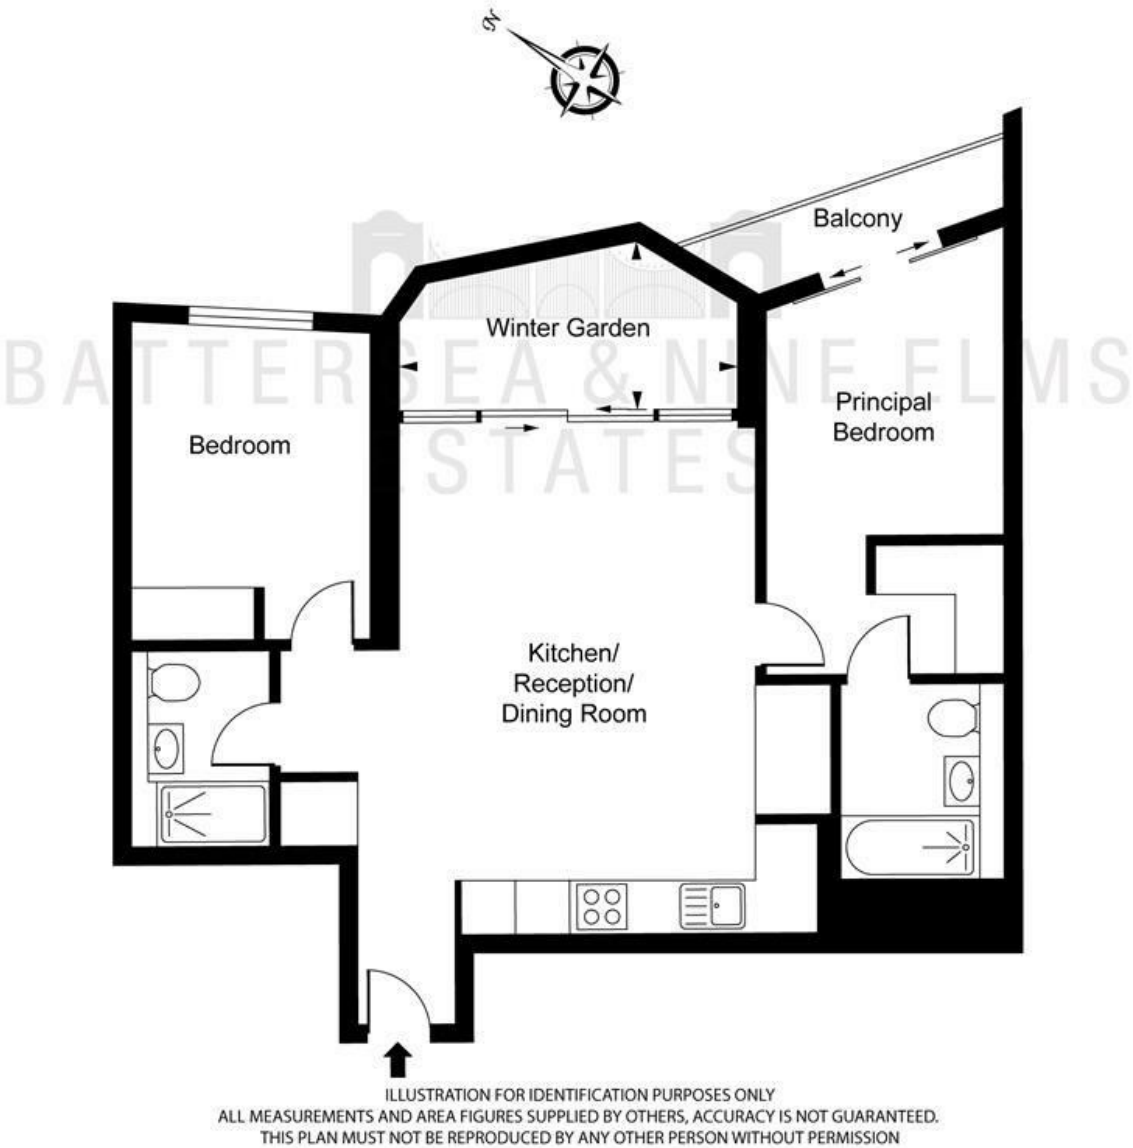 N
Balcony
Winter Garden
BATTERSEA & NINE ELMS
Principal
Bedroom
Bedroom
ESTATES
Kitchen/
Reception/
Dining Room
ILLUSTRATION FOR IDENTIFICATION PURPOSES ONLY
ALL MEASUREMENTS AND AREA FIGURES SUPPLIED BY OTHERS, ACCURACY IS NOT GUARANTEED.
THIS PLAN MUST NOT BE REPRODUCED BY ANY OTHER PERSON WITHOUT PERMISSION